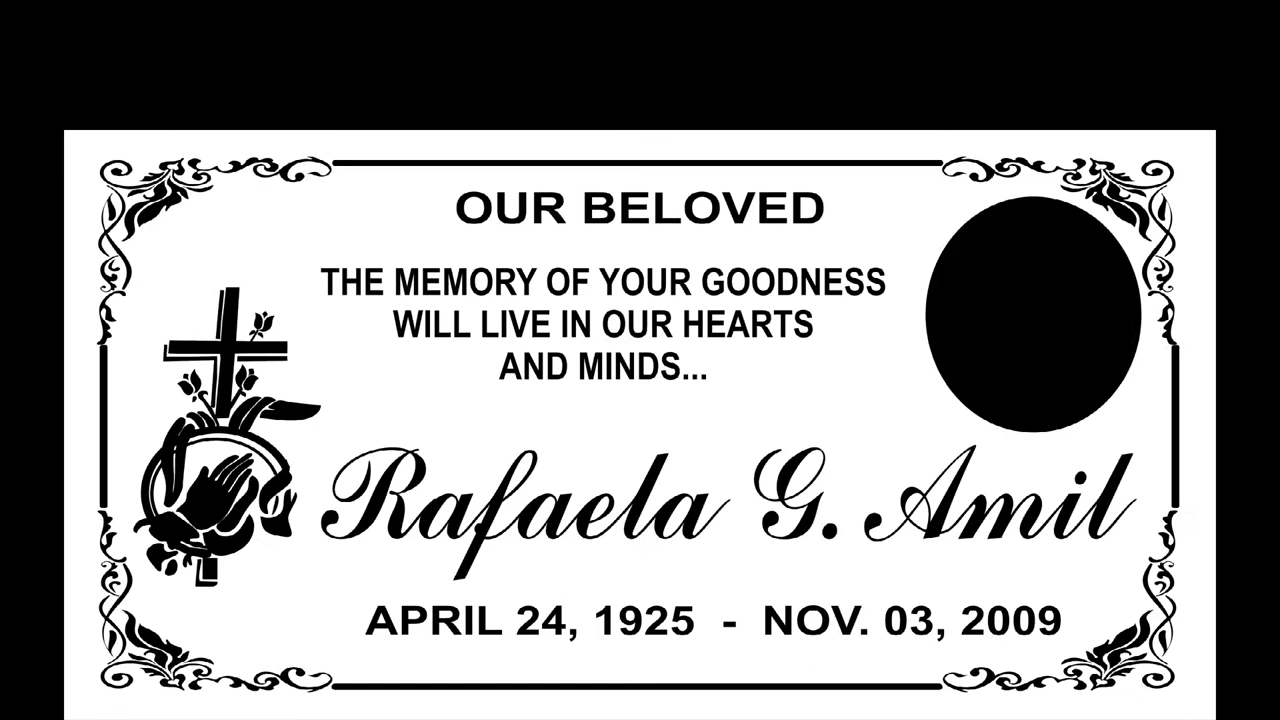 OUR BELOVED
THE MEMORY OF YOUR GOODNESS
WILL LIVE IN OUR HEARTS
AND MINDS...
Rafaela G. Amil
APRIL 24, 1925 - NOV. 03, 2009